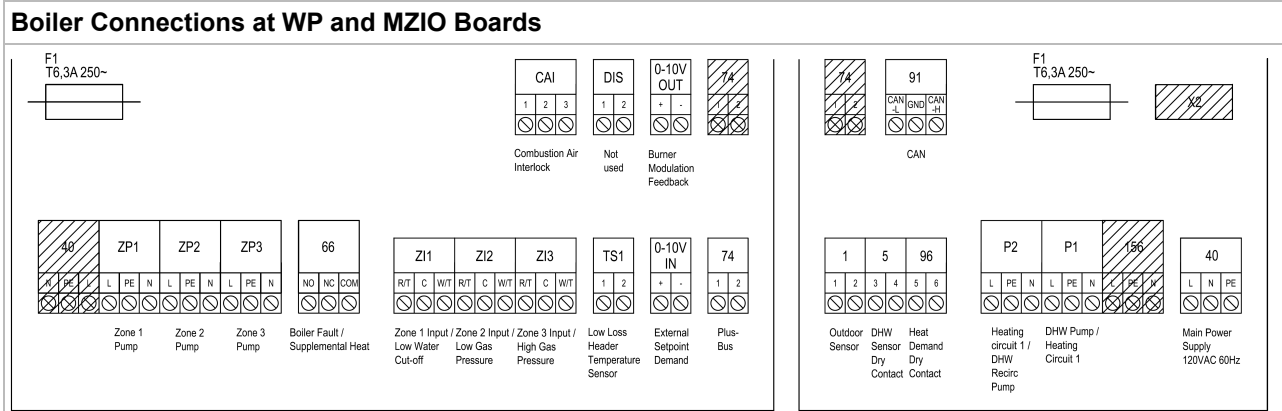 Boiler Connections at WP and MZIO Boards
F1
T6,3A 250~
CAI
1 2 3
Combustion Air
Interlock
DIS
1 2
Not
used
0-10V
OUT
+ -
Burner
Modulation
Feedback
74
1 2
74
1 2
91
CAN
-L GND CAN
-H
CAN
F1
T6,3A 250~
X2
40
N PE L
ZP1
L PE N
Zone 1
Pump
ZP2
L PE N
Zone 2
Pump
ZP3
L PE N
Zone 3
Pump
66
NO NC COM
Boiler Fault /
Supplemental Heat
ZI1
R/T C W/T
Zone 1 Input /
Low Water
Cut-off
ZI2
R/T C W/T
Zone 2 Input /
Low Gas
Pressure
ZI3
R/T C W/T
Zone 3 Input /
High Gas
Pressure
TS1
1 2
Low Loss
Header
Temperature
Sensor
0-10V
IN
+ -
External
Setpoint
Demand
74
1 2
Plus-
Bus
1
1 2
Outdoor
Sensor
5
3 4
DHW
Sensor
Dry
Contact
96
5 6
Heat
Demand
Dry
Contact
P2
L PE N
Heating
circuit 1 /
DHW
Recirc
Pump
P1
L PE N
DHW Pump /
Heating
Circuit 1
156
L PE N
40
L N PE
Main Power
Supply
120VAC 60Hz